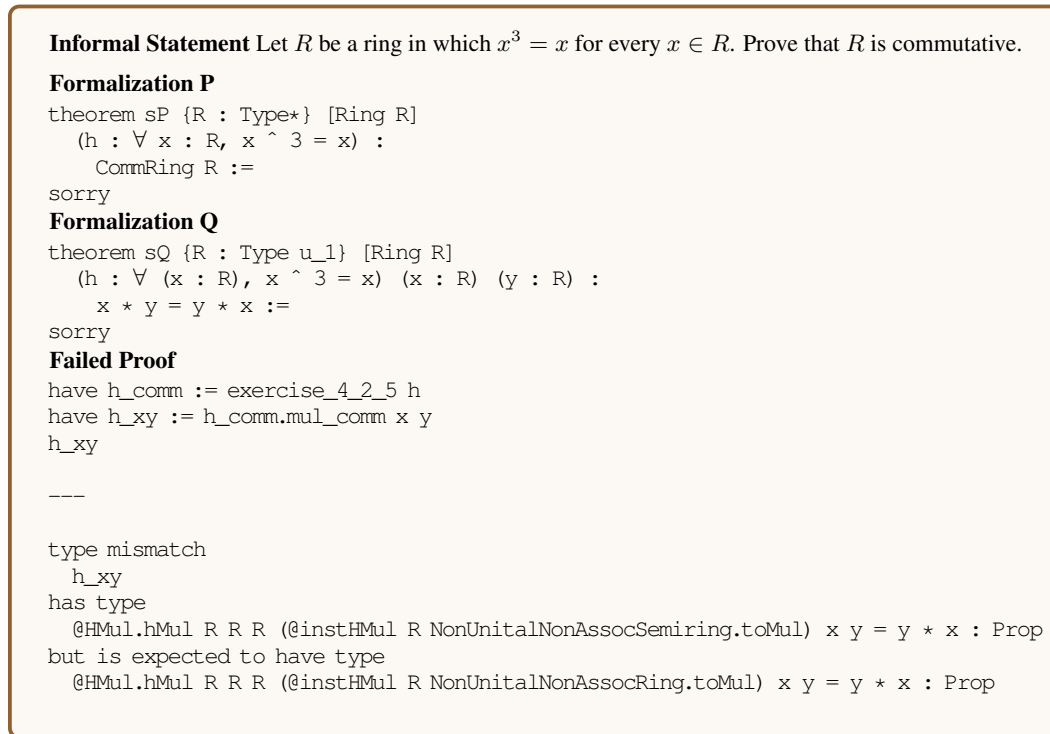 Informal Statement Let R be a ring in which x³ = x for every x ∈ R. Prove that R is commutative.
Formalization P
theorem sP {R : Type*} [Ring R]
(h : ∀ x : R, x ^ 3 = x) :
CommRing R :=
sorry
Formalization Q
theorem sQ {R : Type u_1} [Ring R]
(h : ∀ (x : R), x ^ 3 = x) (x : R) (y : R) :
x * y = y * x :=
sorry
Failed Proof
have h_comm := exercise_4_2_5 h
have h_xy := h_comm.mul_comm x y
h_xy
---
type mismatch
h_xy
has type
@HMul.hMul R R R (@instHMul R NonUnitalNonAssocSemiring.toMul) x y = y * x : Prop
but is expected to have type
@HMul.hMul R R R (@instHMul R NonUnitalNonAssocRing.toMul) x y = y * x : Prop